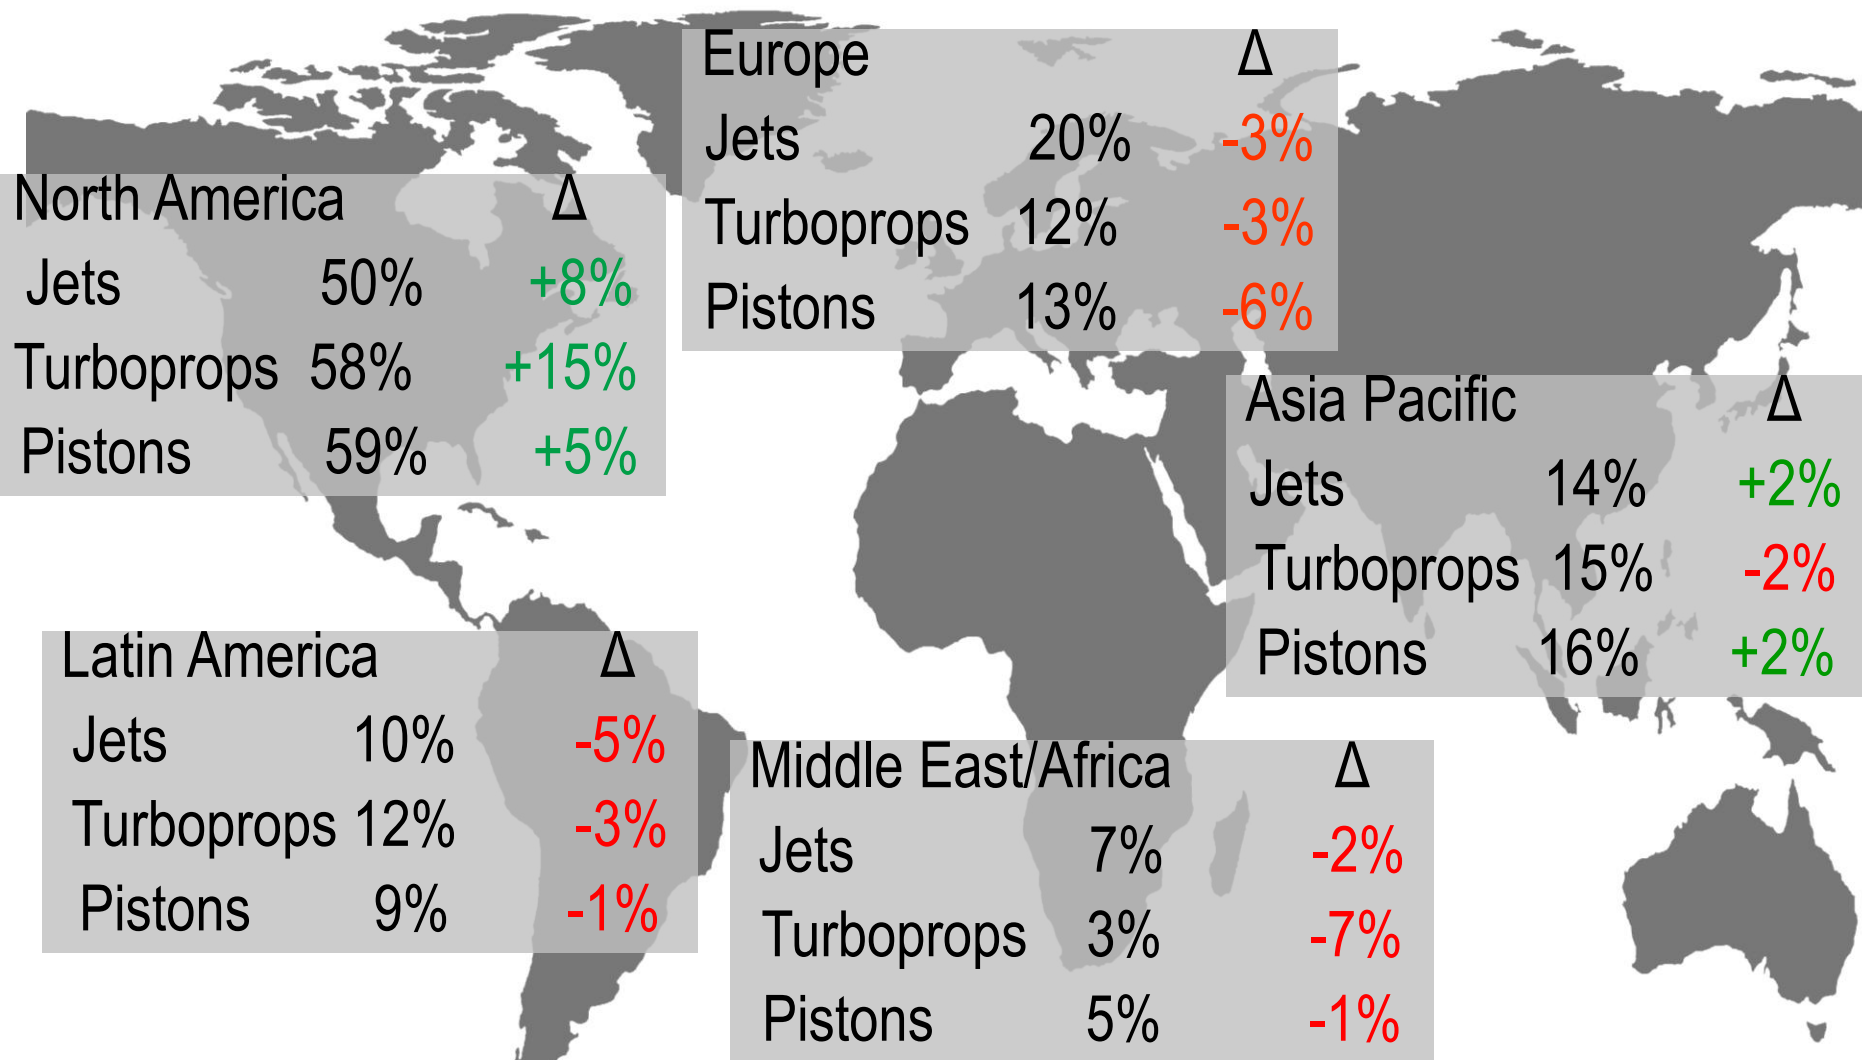 Europe Δ
Jets 20% -3%
Turboprops 12% -3%
Pistons 13% -6%
North America Δ
Jets 50% +8%
Turboprops 58% +15%
Pistons 59% +5%
Asia Pacific Δ
Jets 14% +2%
Turboprops 15% -2%
Pistons 16% +2%
Latin America Δ
Jets 10% -5%
Turboprops 12% -3%
Pistons 9% -1%
Middle East/Africa Δ
Jets 7% -2%
Turboprops 3% -7%
Pistons 5% -1%